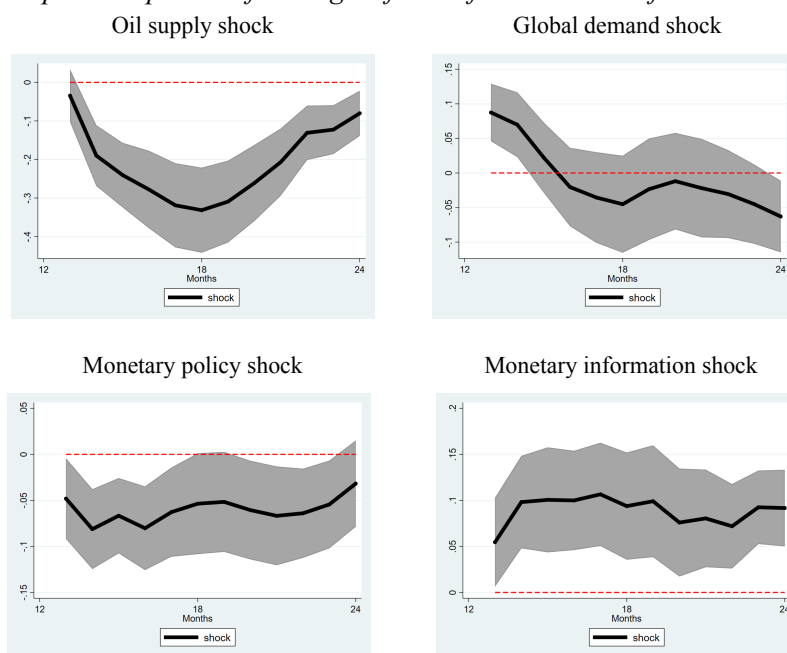 Oil supply shock
Global demand shock
0
-.1
-.2
-.3
-.4
12
18
24
Months
shock
.15
.1
.05
0
-.05
-.1
12
18
24
Months
shock
Monetary policy shock
Monetary information shock
.05
0
-.05
-.1
-.15
12
18
24
Months
shock
.2
.15
.1
.05
0
12
18
24
Months
shock